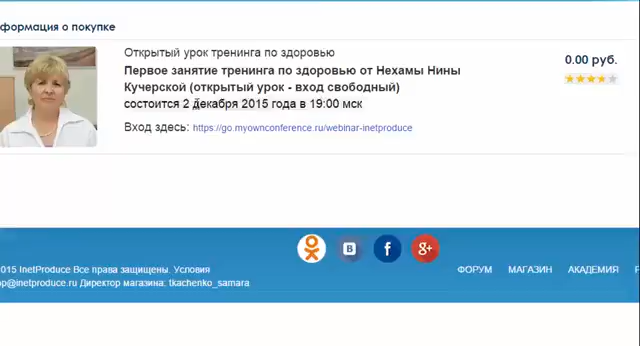 формация о покупке
Открытый урок тренинга по здоровью
0.00 руб.
Первое занятие тренинга по здоровью от Нехамы Нины
Кучерской (открытый урок - вход свободный)
состоится 2 декабря 2015 года в 19:00 мск
Вход здесь: https://go.myownconference.ru/webinar-inetproduce
015 InetProduce Все права защищены. Условия
op@inetproduce.ru Директор магазина: tkachenko_samara
ФОРУМ МАГАЗИН АКАДЕМИЯ